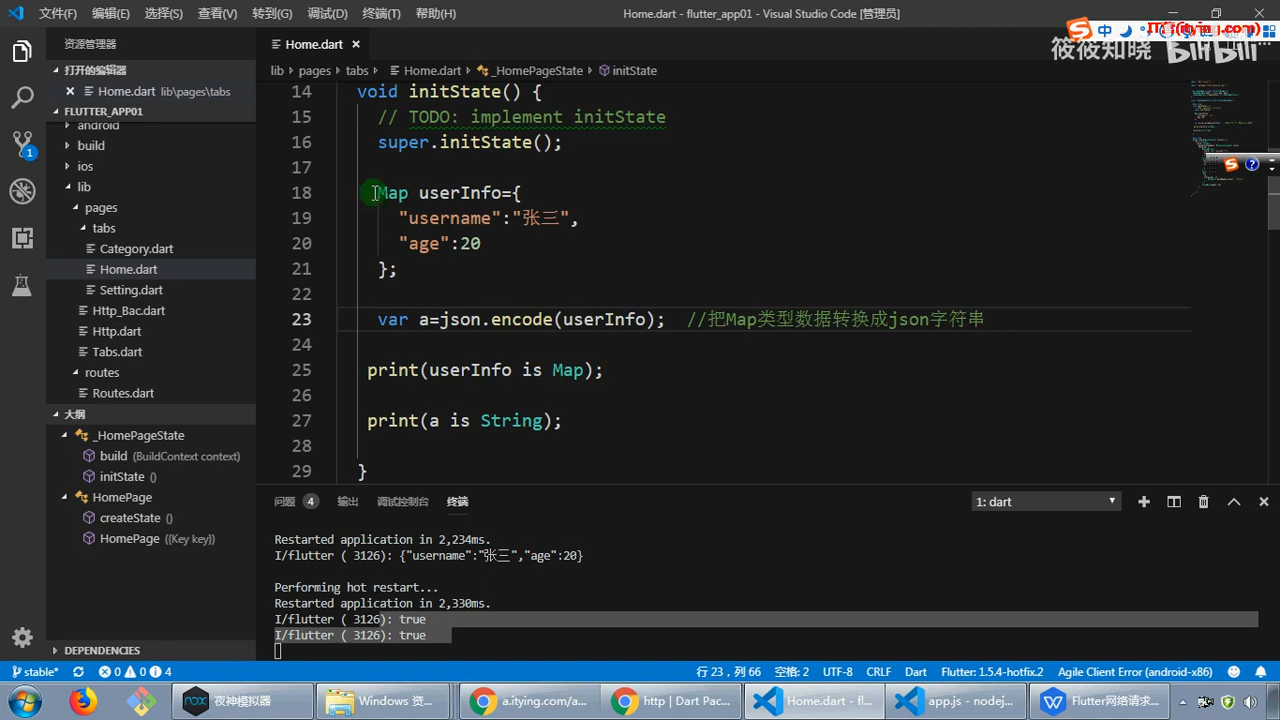 文件(F) 编辑(E) 选择(S) 查看(V) 转到(G) 调试(D) 终端(T) 帮助(H) Home.dart - flutter_app01 - Visual Studio Code [管理员]
中 IT营(itying.com)
筱筱知晓 bilibili
资源管理器 Home.dart
打开的编辑器 lib pages tabs Home.dart _HomePageState initState
Home.dart lib\pages\tabs
FLUTTER_APP01
android
build
ios
lib
pages
tabs
Category.dart
Home.dart
Setting.dart
Http_Bac.dart
Http.dart
Tabs.dart
routes
Routes.dart
大纲
_HomePageState
build (BuildContext context)
initState ()
HomePage
createState ()
HomePage ({Key key})
DEPENDENCIES
1
14 void initState() {
15 // TODO: implement initState
16 super.initState();
17
18 Map userInfo={
19 "username":"张三",
20 "age":20
21 };
22
23 var a=json.encode(userInfo); //把Map类型数据转换成json字符串
24
25 print(userInfo is Map);
26
27 print(a is String);
28
29 }
问题 4 输出 调试控制台 终端 1: dart
Restarted application in 2,234ms.
I/flutter ( 3126): {"username":"张三","age":20}
Performing hot restart...
Restarted application in 2,330ms.
I/flutter ( 3126): true
I/flutter ( 3126): true
stable* 0 0 4 行 23，列 66 空格: 2 UTF-8 CRLF Dart Flutter: 1.5.4-hotfix.2 Agile Client Error (android-x86)
夜神模拟器 Windows 资... a.itying.com/a... http | Dart Pac... Home.dart - fl... app.js - nodej... Flutter网络请求...